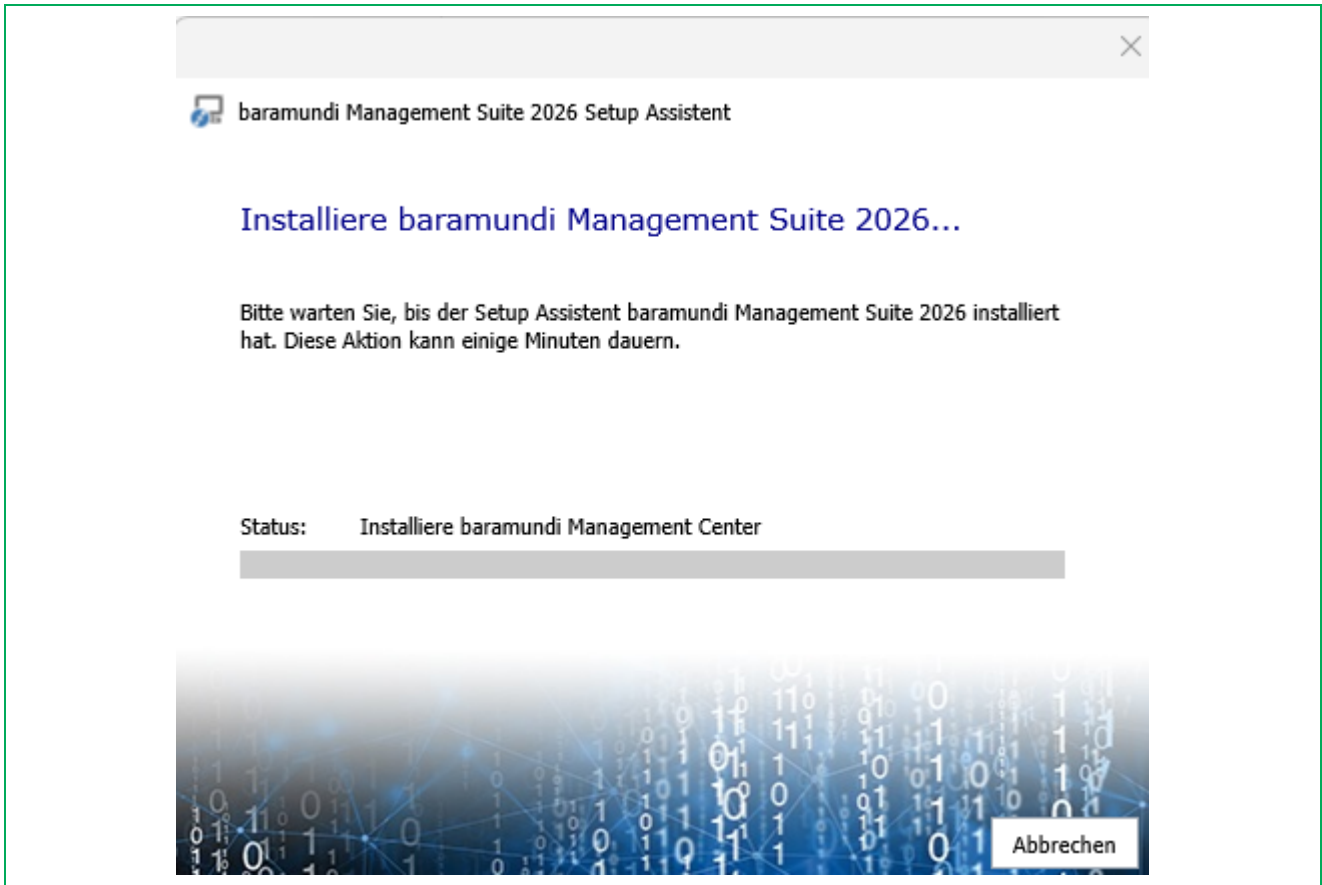 baramundi Management Suite 2026 Setup Assistent
Installiere baramundi Management Suite 2026...
Bitte warten Sie, bis der Setup Assistent baramundi Management Suite 2026 installiert
hat. Diese Aktion kann einige Minuten dauern.
Status: Installiere baramundi Management Center
Abbrechen